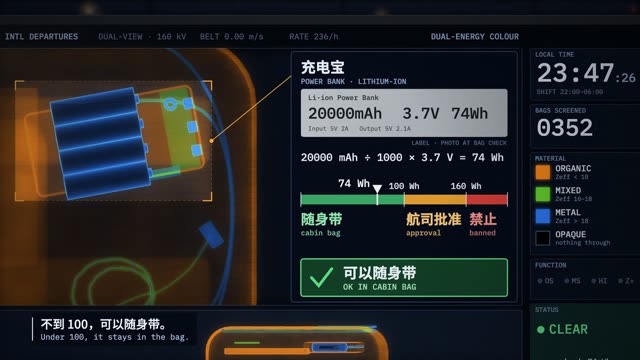 INTL DEPARTURES DUAL-VIEW · 160 kV BELT 0.00 m/s RATE 236/h DUAL-ENERGY COLOUR
充电宝
POWER BANK · LITHIUM-ION
Li-ion Power Bank
20000mAh 3.7V 74Wh
Input 5V 2A Output 5V 2.1A
LABEL · PHOTO AT BAG CHECK
20000 mAh ÷ 1000 × 3.7 V = 74 Wh
74 Wh 100 Wh 160 Wh
随身带 航司批准 禁止
cabin bag approval banned
可以随身带
OK IN CABIN BAG
不到 100，可以随身带。
Under 100, it stays in the bag.
LOCAL TIME
23:47:26
SHIFT 22:00–06:00
BAGS SCREENED
0352
MATERIAL
ORGANIC
Zeff < 10
MIXED
Zeff 10–18
METAL
Zeff > 18
OPAQUE
nothing through
FUNCTION
OS MS HI Z+
STATUS
CLEAR